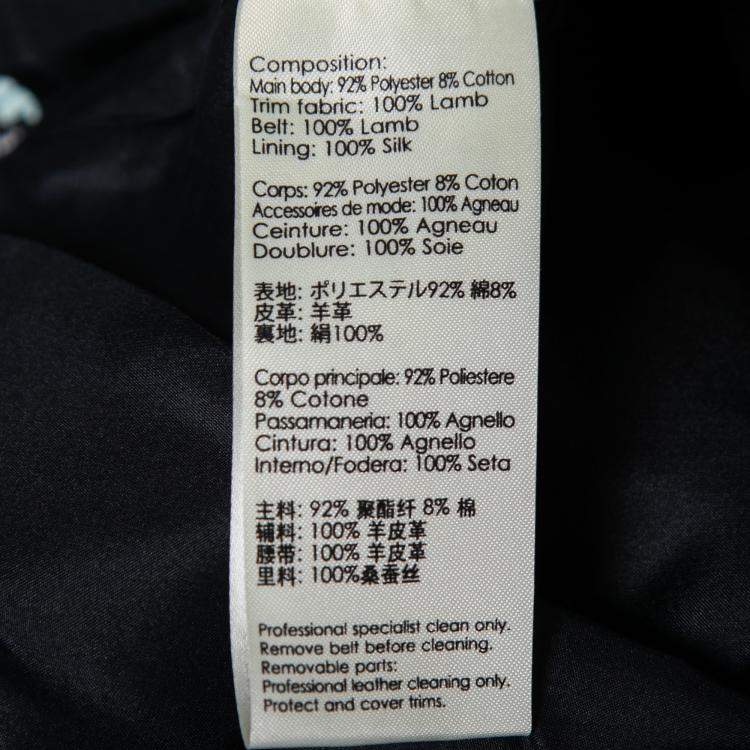 Composition:
Main body: 92% Polyester 8% Cotton
Trim fabric: 100% Lamb
Belt: 100% Lamb
Lining: 100% Silk
Corps: 92% Polyester 8% Coton
Accessoires de mode: 100% Agneau
Ceinture: 100% Agneau
Doublure: 100% Soie
表地: ポリエステル92% 綿8%
皮革: 羊革
裏地: 絹100%
Corpo principale: 92% Poliestere
8% Cotone
Passamaneria: 100% Agnello
Cintura: 100% Agnello
Interno/Fodera: 100% Seta
主料: 92% 聚酯纤 8% 棉
辅料: 100% 羊皮革
腰带: 100% 羊皮革
里料: 100%桑蚕丝
Professional specialist clean only.
Remove belt before cleaning.
Removable parts:
Professional leather cleaning only.
Protect and cover trims.